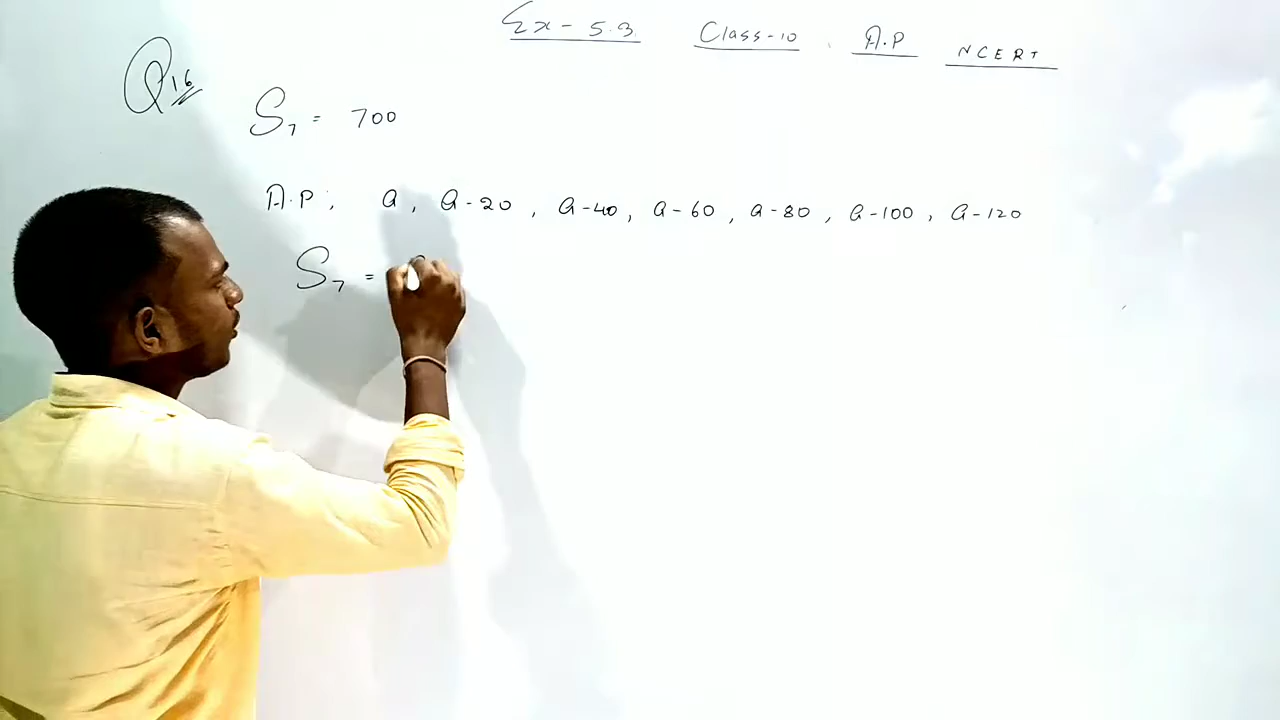 Ex - 5.3. Class-10 A.P NCERT
Q16
S7 = 700
A.P ; a , a-20 , a-40 , a-60 , a-80 , a-100 , a-120
S7 =